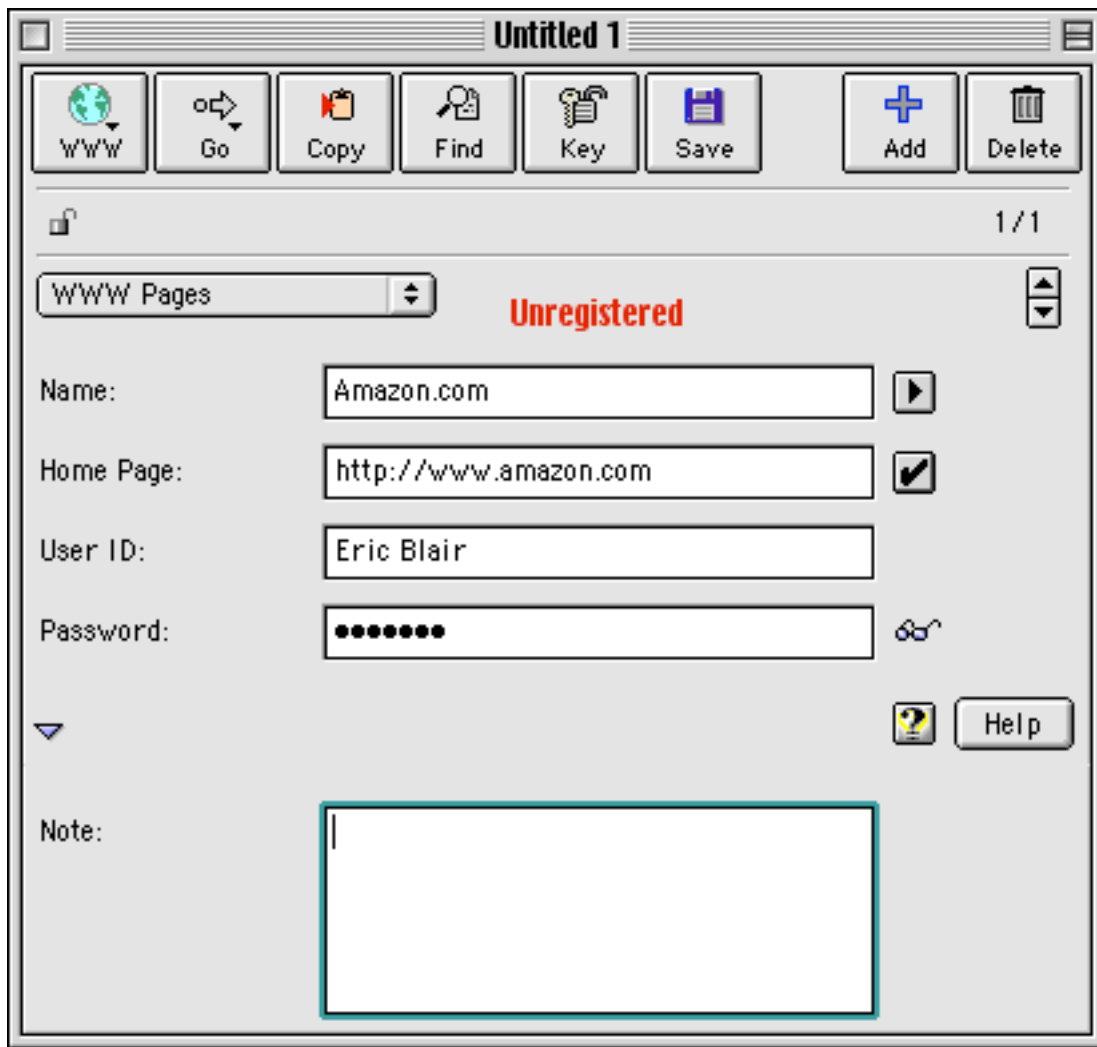 Untitled 1
WWW Go Copy Find Key Save Add Delete
1/1
WWW Pages
Unregistered
Name: Amazon.com
Home Page: http://www.amazon.com
User ID: Eric Blair
Password: •••••••
Help
Note: